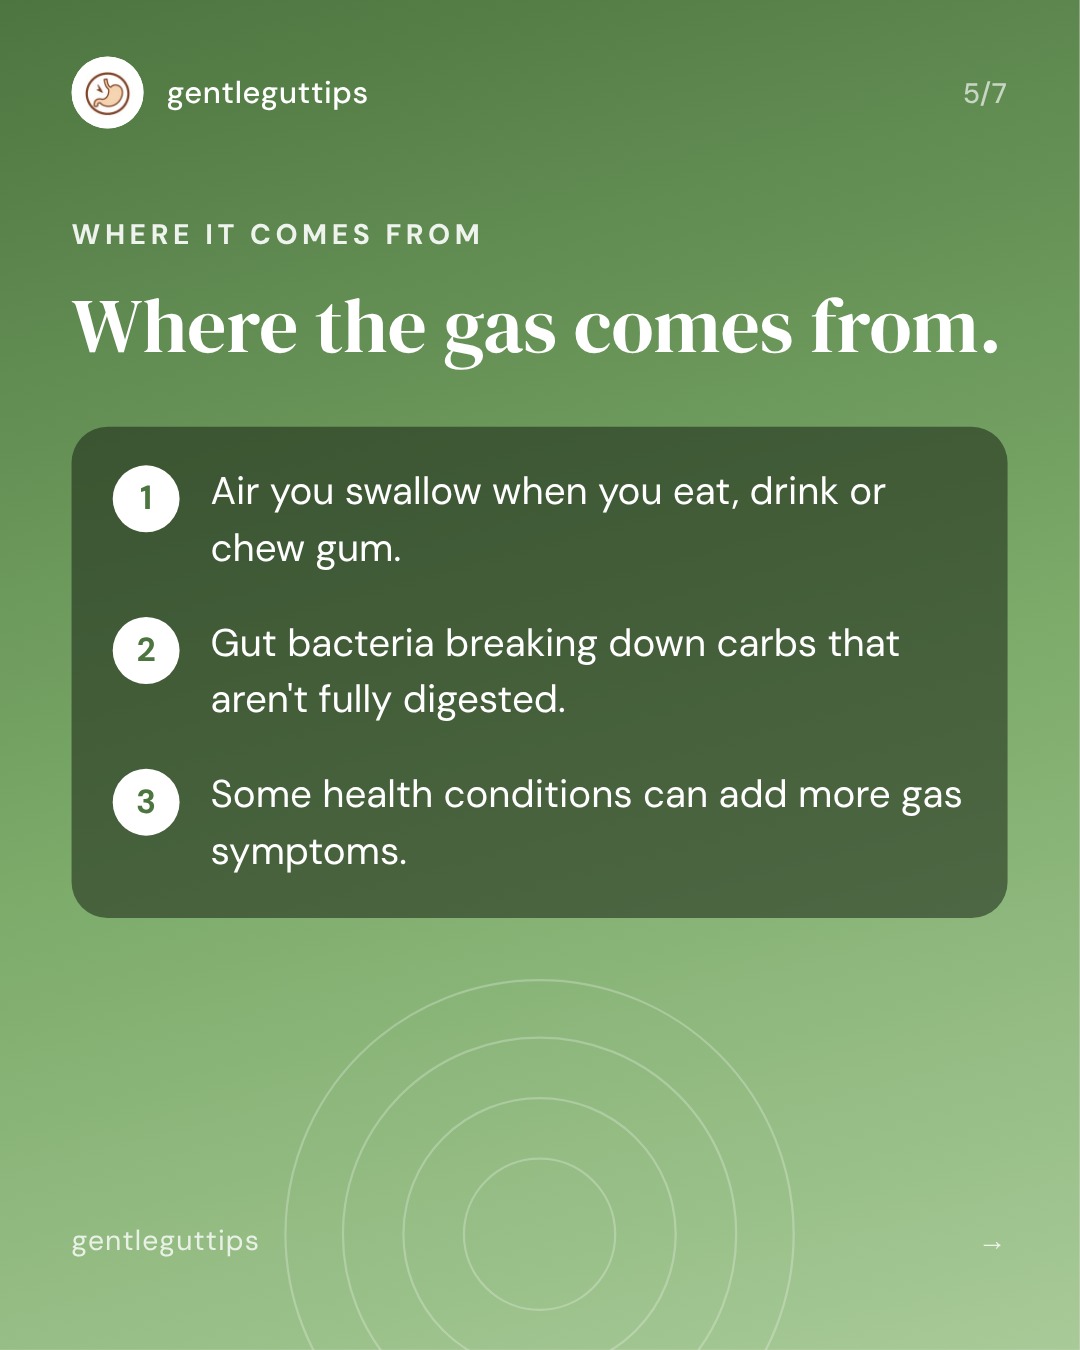 gentleguttips
5/7
WHERE IT COMES FROM
Where the gas comes from.
1 Air you swallow when you eat, drink or
chew gum.
2 Gut bacteria breaking down carbs that
aren't fully digested.
3 Some health conditions can add more gas
symptoms.
gentleguttips →